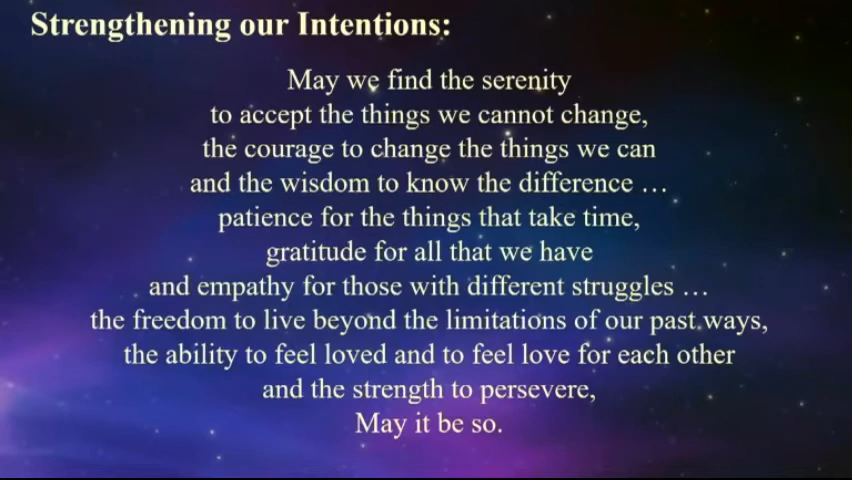 Strengthening our Intentions:
May we find the serenity
to accept the things we cannot change,
the courage to change the things we can
and the wisdom to know the difference …
patience for the things that take time,
gratitude for all that we have
and empathy for those with different struggles …
the freedom to live beyond the limitations of our past ways,
the ability to feel loved and to feel love for each other
and the strength to persevere,
May it be so.